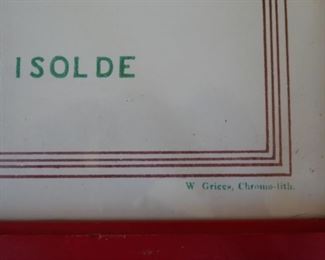 ISOLDE
W. Griggs, Chromo-lith.